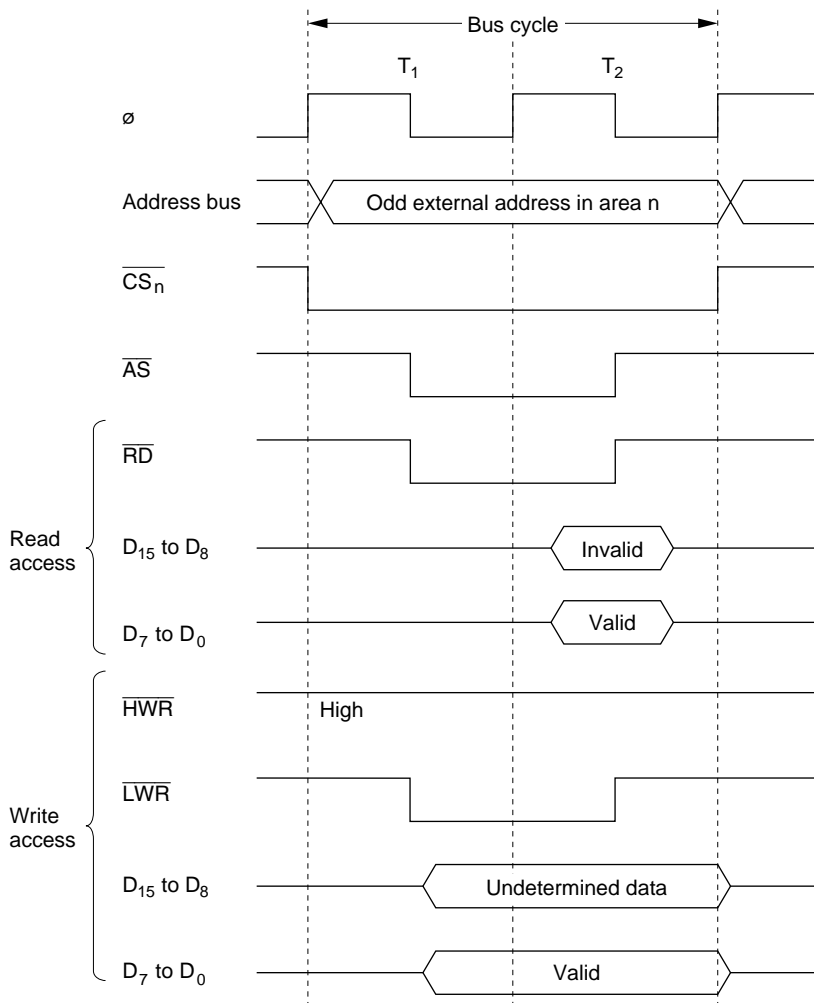 Bus cycle
T1 T2
ø
Address bus Odd external address in area n
CSn
AS
RD
Read
access
D15 to D8 Invalid
D7 to D0 Valid
HWR
High
LWR
Write
access
D15 to D8 Undetermined data
D7 to D0 Valid